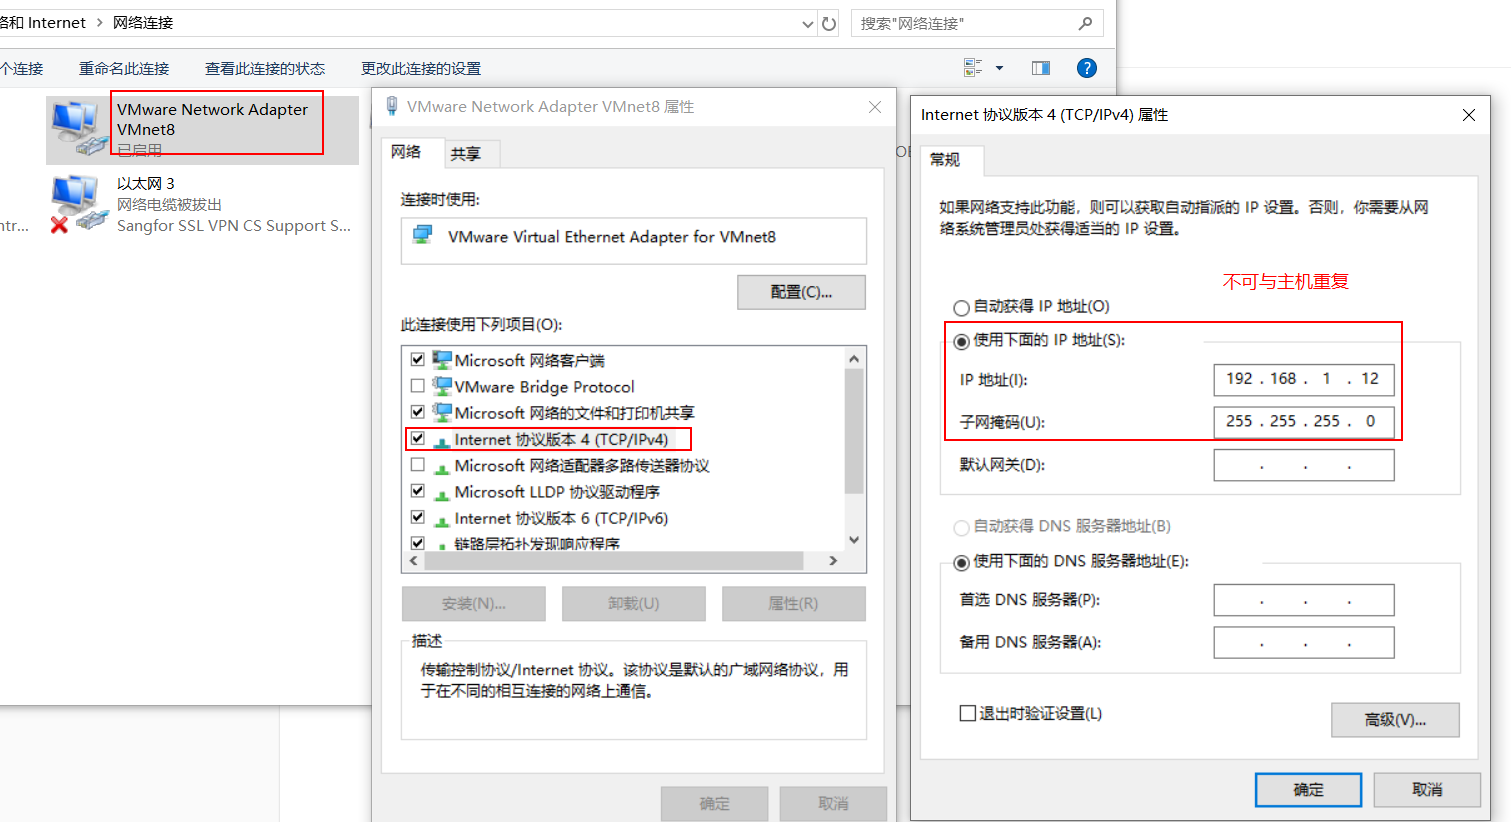 络和 Internet › 网络连接
搜索"网络连接"
个连接 重命名此连接 查看此连接的状态 更改此连接的设置
VMware Network Adapter
VMnet8
已启用
以太网 3
网络电缆被拔出
Sangfor SSL VPN CS Support S...
ntr...
VMware Network Adapter VMnet8 属性
网络 共享
连接时使用:
VMware Virtual Ethernet Adapter for VMnet8
配置(C)...
此连接使用下列项目(O):
Microsoft 网络客户端
VMware Bridge Protocol
Microsoft 网络的文件和打印机共享
Internet 协议版本 4 (TCP/IPv4)
Microsoft 网络适配器多路传送器协议
Microsoft LLDP 协议驱动程序
Internet 协议版本 6 (TCP/IPv6)
链路层拓扑发现响应程序
安装(N)... 卸载(U) 属性(R)
描述
传输控制协议/Internet 协议。该协议是默认的广域网络协议，用
于在不同的相互连接的网络上通信。
确定 取消
Internet 协议版本 4 (TCP/IPv4) 属性
常规
如果网络支持此功能，则可以获取自动指派的 IP 设置。否则，你需要从网
络系统管理员处获得适当的 IP 设置。
不可与主机重复
自动获得 IP 地址(O)
使用下面的 IP 地址(S):
IP 地址(I): 192 . 168 . 1 . 12
子网掩码(U): 255 . 255 . 255 . 0
默认网关(D): . . .
自动获得 DNS 服务器地址(B)
使用下面的 DNS 服务器地址(E):
首选 DNS 服务器(P): . . .
备用 DNS 服务器(A): . . .
退出时验证设置(L)
高级(V)...
确定 取消